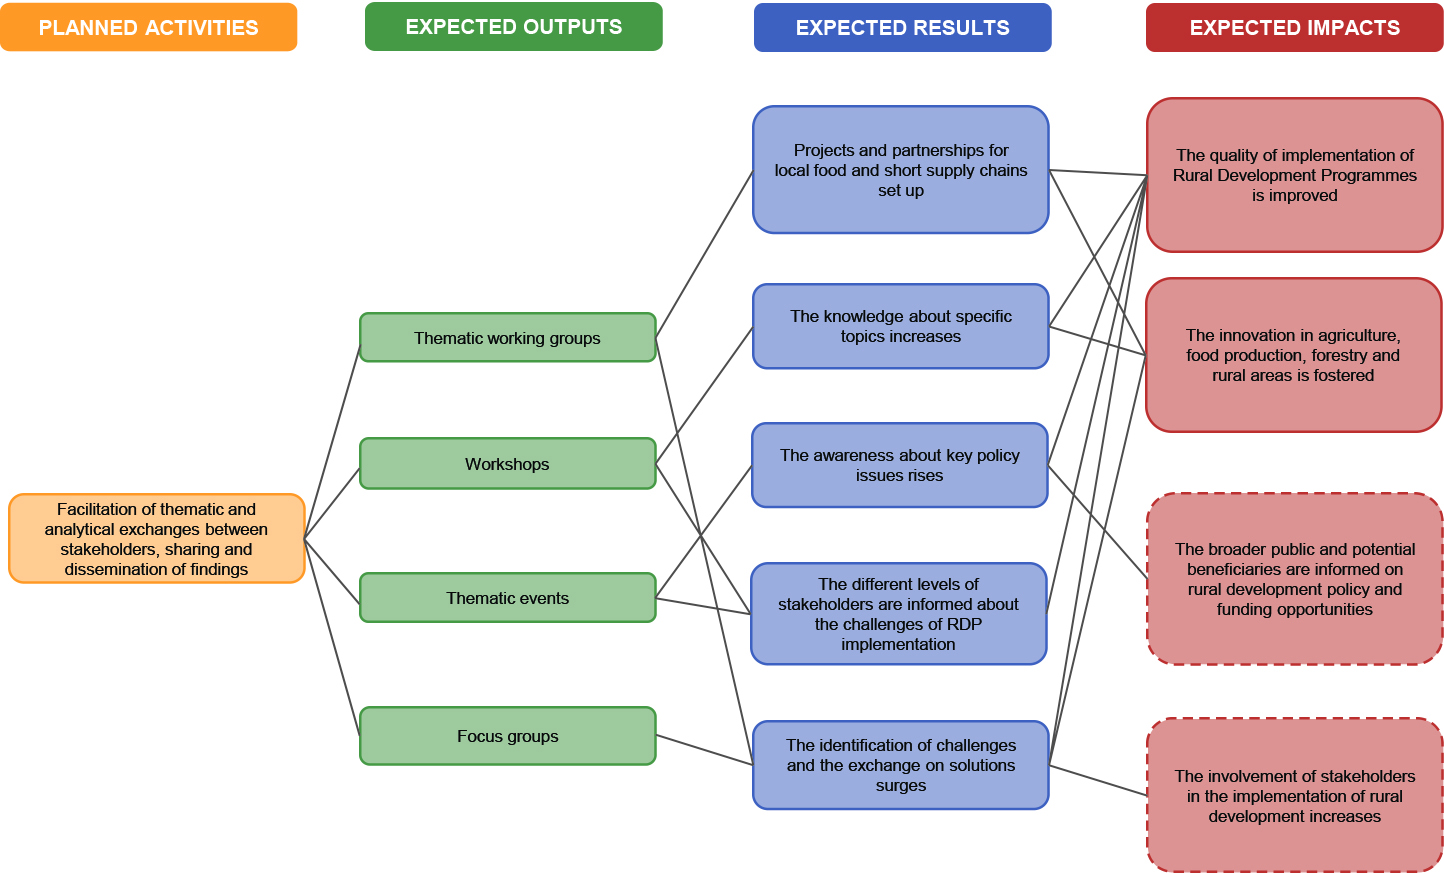 PLANNED ACTIVITIES
EXPECTED OUTPUTS
EXPECTED RESULTS
EXPECTED IMPACTS
Facilitation of thematic and
analytical exchanges between
stakeholders, sharing and
dissemination of findings
Thematic working groups
Workshops
Thematic events
Focus groups
Projects and partnerships for
local food and short supply chains
set up
The knowledge about specific
topics increases
The awareness about key policy
issues rises
The different levels of
stakeholders are informed about
the challenges of RDP
implementation
The identification of challenges
and the exchange on solutions
surges
The quality of implementation of
Rural Development Programmes
is improved
The innovation in agriculture,
food production, forestry and
rural areas is fostered
The broader public and potential
beneficiaries are informed on
rural development policy and
funding opportunities
The involvement of stakeholders
in the implementation of rural
development increases